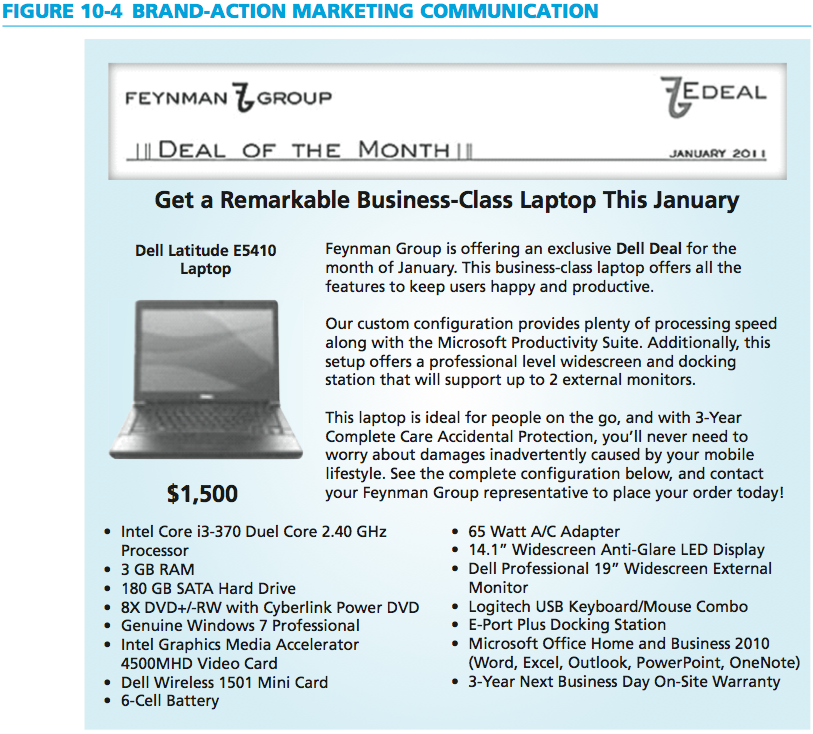 FIGURE 10-4 BRAND-ACTION MARKETING COMMUNICATION
FEYNMAN GROUP
EDEAL
DEAL OF THE MONTH
JANUARY 2011
Get a Remarkable Business-Class Laptop This January
Dell Latitude E5410
Laptop
$1,500
Feynman Group is offering an exclusive Dell Deal for the
month of January. This business-class laptop offers all the
features to keep users happy and productive.
Our custom configuration provides plenty of processing speed
along with the Microsoft Productivity Suite. Additionally, this
setup offers a professional level widescreen and docking
station that will support up to 2 external monitors.
This laptop is ideal for people on the go, and with 3-Year
Complete Care Accidental Protection, you’ll never need to
worry about damages inadvertently caused by your mobile
lifestyle. See the complete configuration below, and contact
your Feynman Group representative to place your order today!
• Intel Core i3-370 Duel Core 2.40 GHz
Processor
• 3 GB RAM
• 180 GB SATA Hard Drive
• 8X DVD+/-RW with Cyberlink Power DVD
• Genuine Windows 7 Professional
• Intel Graphics Media Accelerator
4500MHD Video Card
• Dell Wireless 1501 Mini Card
• 6-Cell Battery
• 65 Watt A/C Adapter
• 14.1” Widescreen Anti-Glare LED Display
• Dell Professional 19” Widescreen External
Monitor
• Logitech USB Keyboard/Mouse Combo
• E-Port Plus Docking Station
• Microsoft Office Home and Business 2010
(Word, Excel, Outlook, PowerPoint, OneNote)
• 3-Year Next Business Day On-Site Warranty